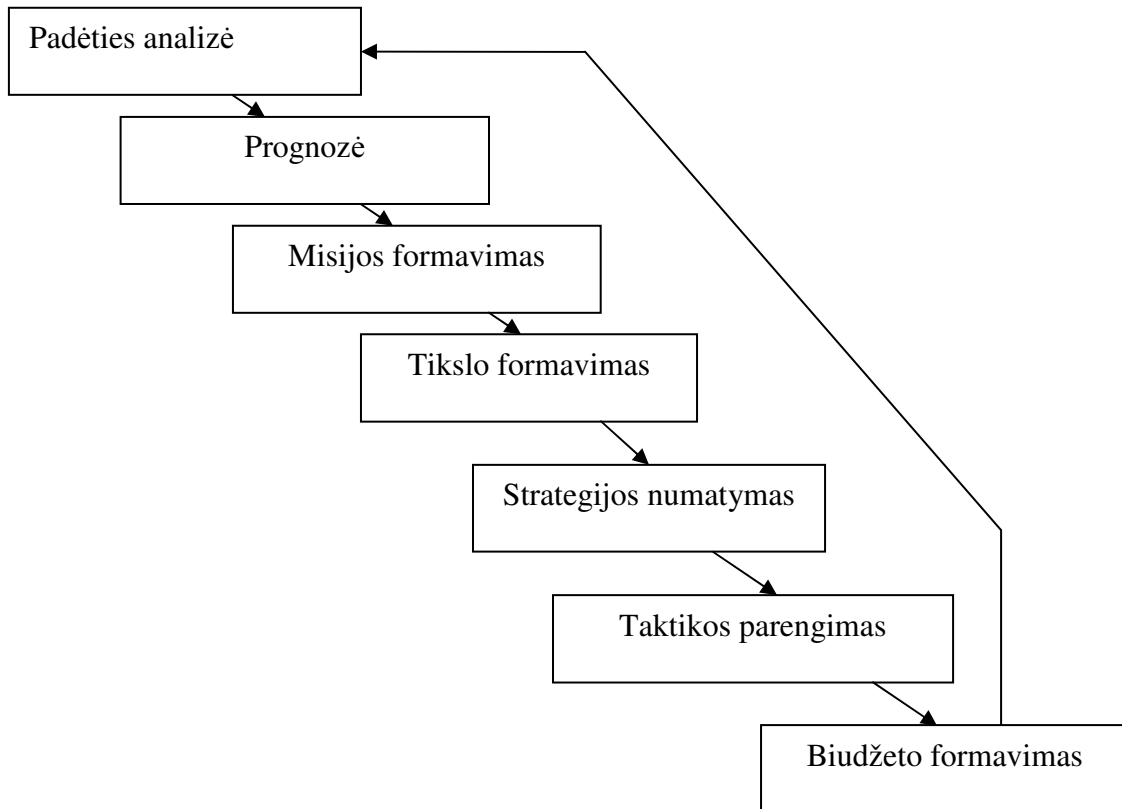 Padėties analizė
Prognozė
Misijos formavimas
Tikslo formavimas
Strategijos numatymas
Taktikos parengimas
Biudžeto formavimas